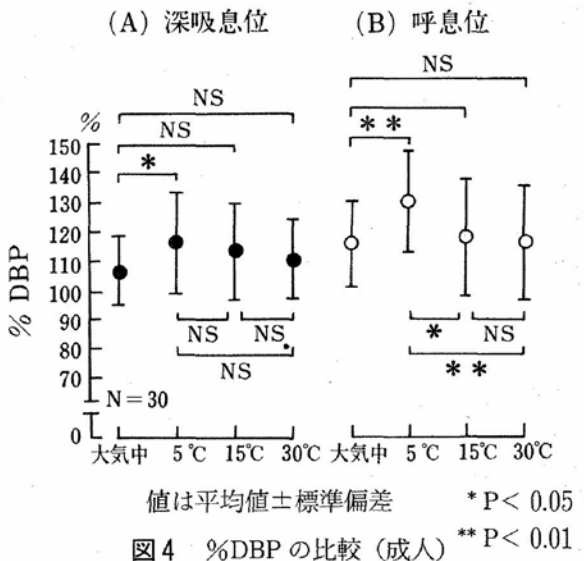 (A) 深吸息位
(B) 呼息位
NS
NS
*
NS
**
%
150
140
130
120
110
100
90
80
70
0
% DBP
NS
NS
NS
*
NS
**
N=30
大気中 5℃ 15℃ 30℃
大気中 5℃ 15℃ 30℃
値は平均値±標準偏差
*P< 0.05
**P< 0.01
図4 %DBPの比較(成人)